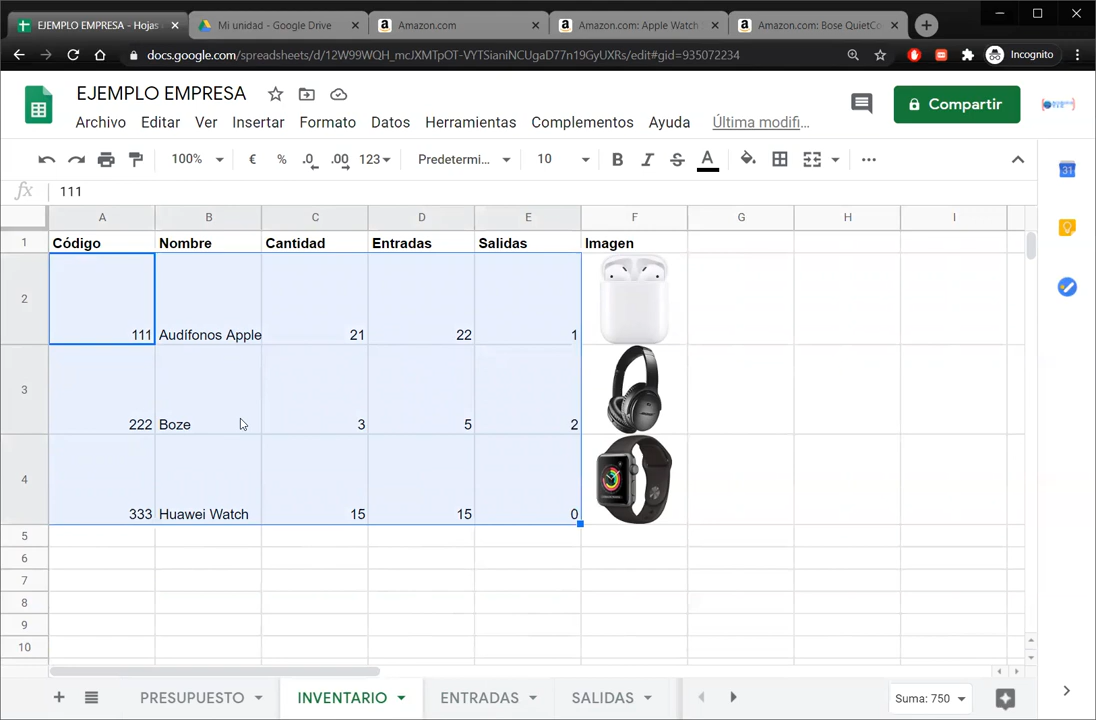 EJEMPLO EMPRESA - Hojas
Mi unidad - Google Drive
Amazon.com
Amazon.com: Apple Watch
Amazon.com: Bose QuietCo
docs.google.com/spreadsheets/d/12W99WQH_mcJXMTpOT-VYTSianiNCUgaD77n19GyUXRs/edit#gid=935072234
Incognito
EJEMPLO EMPRESA
Compartir
Archivo Editar Ver Insertar Formato Datos Herramientas Complementos Ayuda Última modifi...
100% € % .0 .00 123 Predetermi... 10 B I S A
fx 111
A B C D E F G H I
1 Código Nombre Cantidad Entradas Salidas Imagen
2 111 Audífonos Apple 21 22 1
3 222 Boze 3 5 2
4 333 Huawei Watch 15 15 0
5
6
7
8
9
10
31
PRESUPUESTO INVENTARIO ENTRADAS SALIDAS Suma: 750